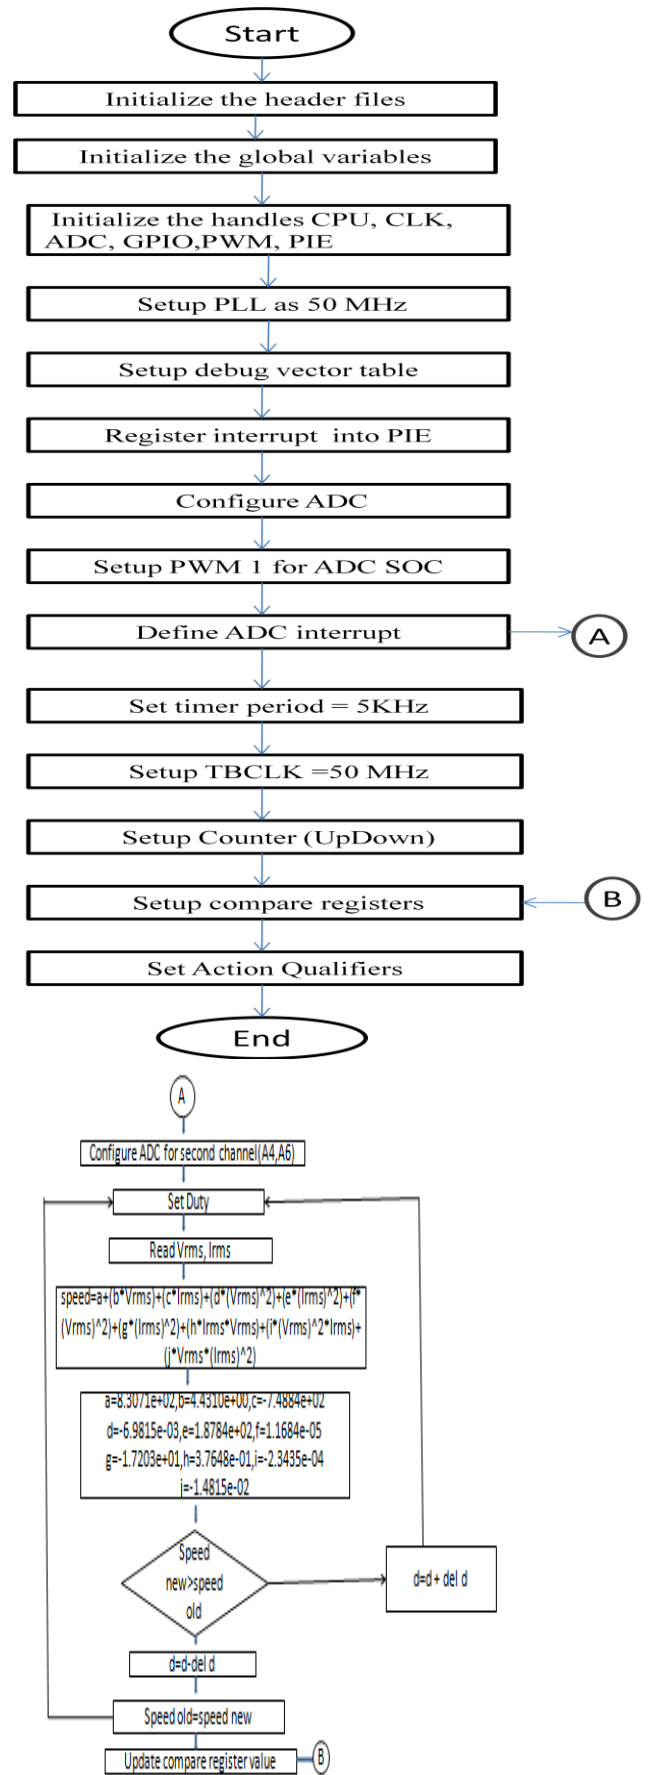 Start
Initialize the header files
Initialize the global variables
Initialize the handles CPU, CLK,
ADC, GPIO,PWM, PIE
Setup PLL as 50 MHz
Setup debug vector table
Register interrupt into PIE
Configure ADC
Setup PWM 1 for ADC SOC
Define ADC interrupt
A
Set timer period = 5KHz
Setup TBCLK =50 MHz
Setup Counter (UpDown)
Setup compare registers
B
Set Action Qualifiers
End
A
Configure ADC for second channel(A4,A6)
Set Duty
Read Vrms, Irms
speed=a+(b*Vrms)+(c*Irms)+(d*(Vrms)^2)+(e*(Irms)^2)+(f*
(Vrms)^2)+(g*(Irms)^2)+(h*Irms*Vrms)+(i*(Vrms)^2*Irms)+
(j*Vrms*(Irms)^2)
a=8.3071e+02,b=4.4310e+00,c=-7.4884e+02
d=-6.9815e-03,e=1.8784e+02,f=1.1684e-05
g=-1.7203e+01,h=3.7648e-01,i=-2.3435e-04
j=-1.4815e-02
Speed
new>speed
old
d=d+ del d
d=d-del d
Speed old=speed new
Update compare register value
B